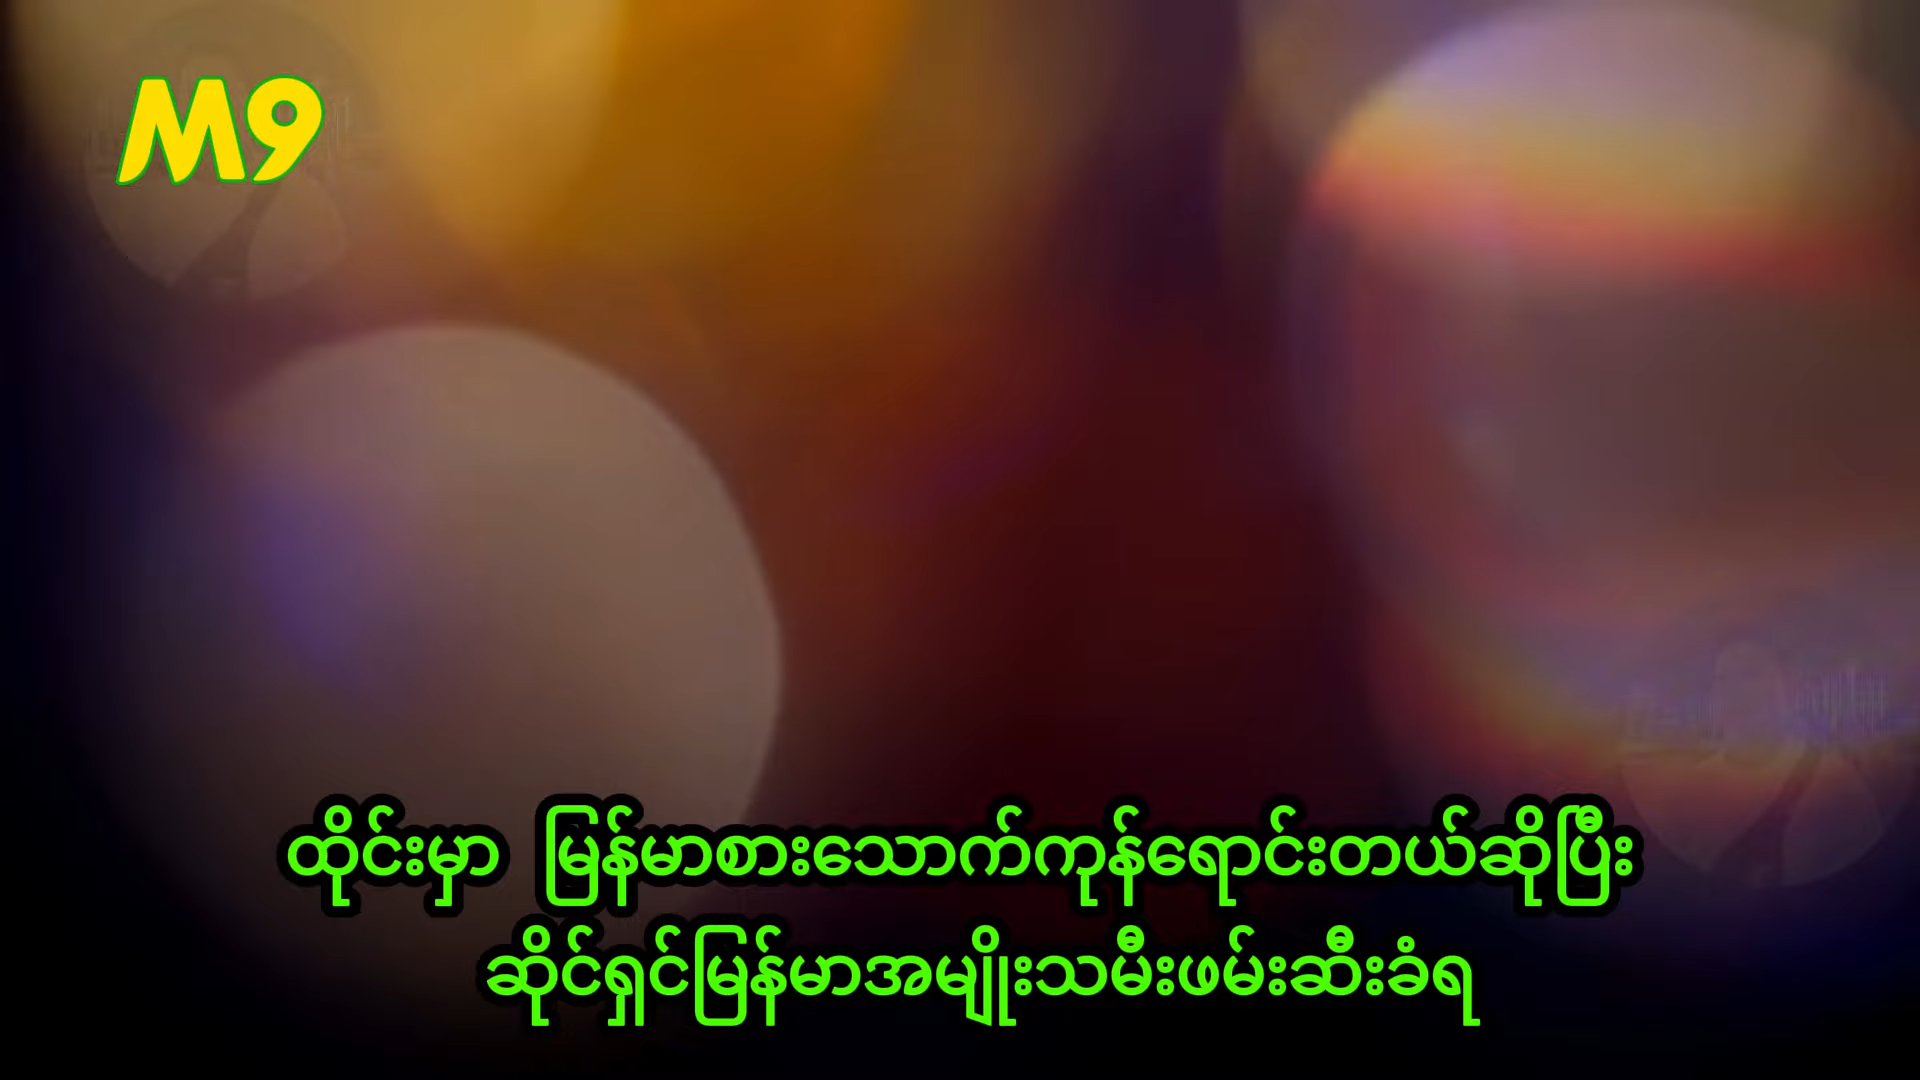 M9
ထိုင်းမှာ မြန်မာစားသောက်ကုန်ရောင်းတယ်ဆိုပြီး
ဆိုင်ရှင်မြန်မာအမျိုးသမီးဖမ်းဆီးခံရ